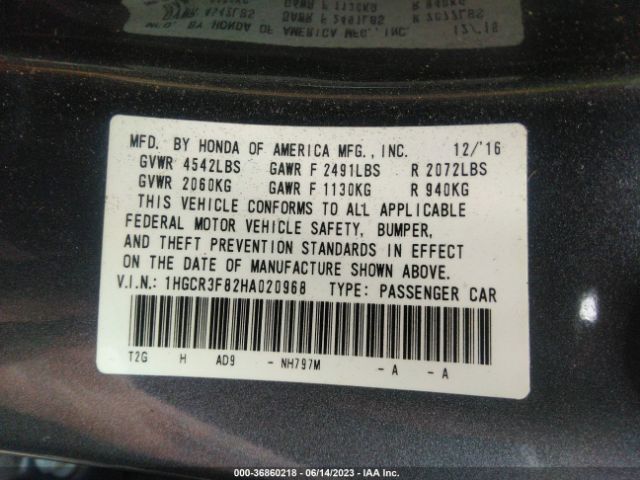 MFD. BY HONDA OF AMERICA MFG., INC. 12/'16
GVWR 4542LBS GAWR F 2491LBS R 2072LBS
GVWR 2060KG GAWR F 1130KG R 940KG
THIS VEHICLE CONFORMS TO ALL APPLICABLE
FEDERAL MOTOR VEHICLE SAFETY, BUMPER,
AND THEFT PREVENTION STANDARDS IN EFFECT
ON THE DATE OF MANUFACTURE SHOWN ABOVE.
V.I.N.: 1HGCR3F82HA020968 TYPE: PASSENGER CAR
T2G H AD9 - NH797M - A - A
000-36860218 - 06/14/2023 - IAA Inc.